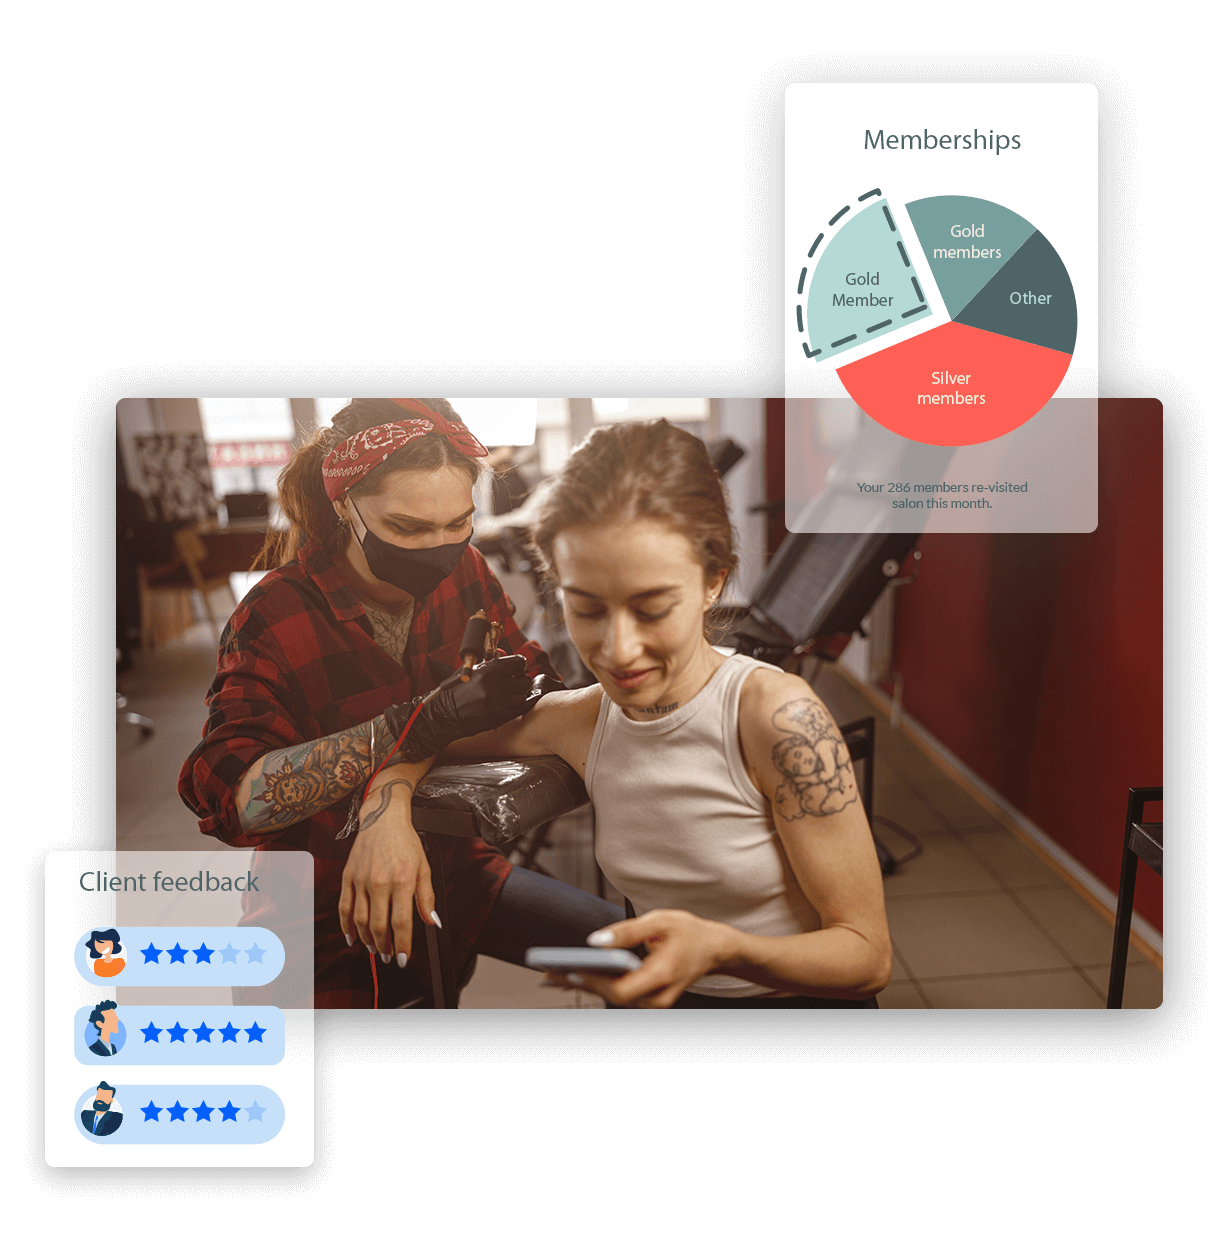 Memberships
Gold
members
Gold
Member
Other
Silver
members
Your 286 members re-visited
salon this month.
Client feedback